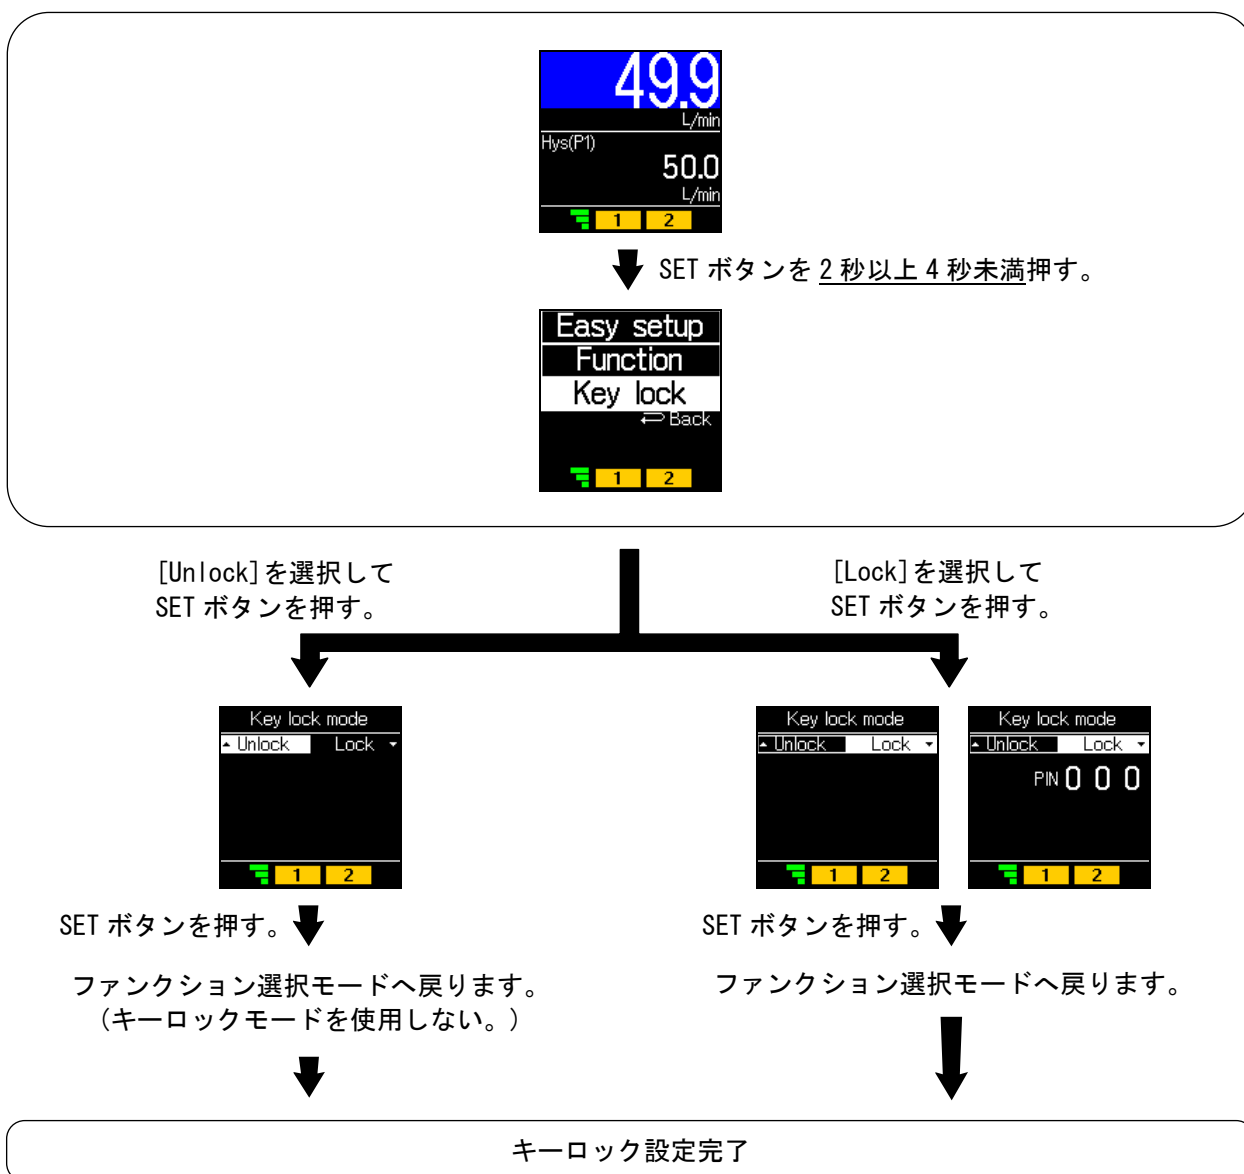 49.9
L/min
Hys(P1)
50.0
L/min
1 2
SET ボタンを 2 秒以上 4 秒未満押す。
Easy setup
Function
Key lock
Back
1 2
[Unlock]を選択して
SET ボタンを押す。
[Lock]を選択して
SET ボタンを押す。
Key lock mode
Unlock Lock
1 2
Key lock mode
Unlock Lock
1 2
Key lock mode
Unlock Lock
PIN 0 0 0
1 2
SET ボタンを押す。
ファンクション選択モードへ戻ります。
(キーロックモードを使用しない。)
SET ボタンを押す。
ファンクション選択モードへ戻ります。
キーロック設定完了